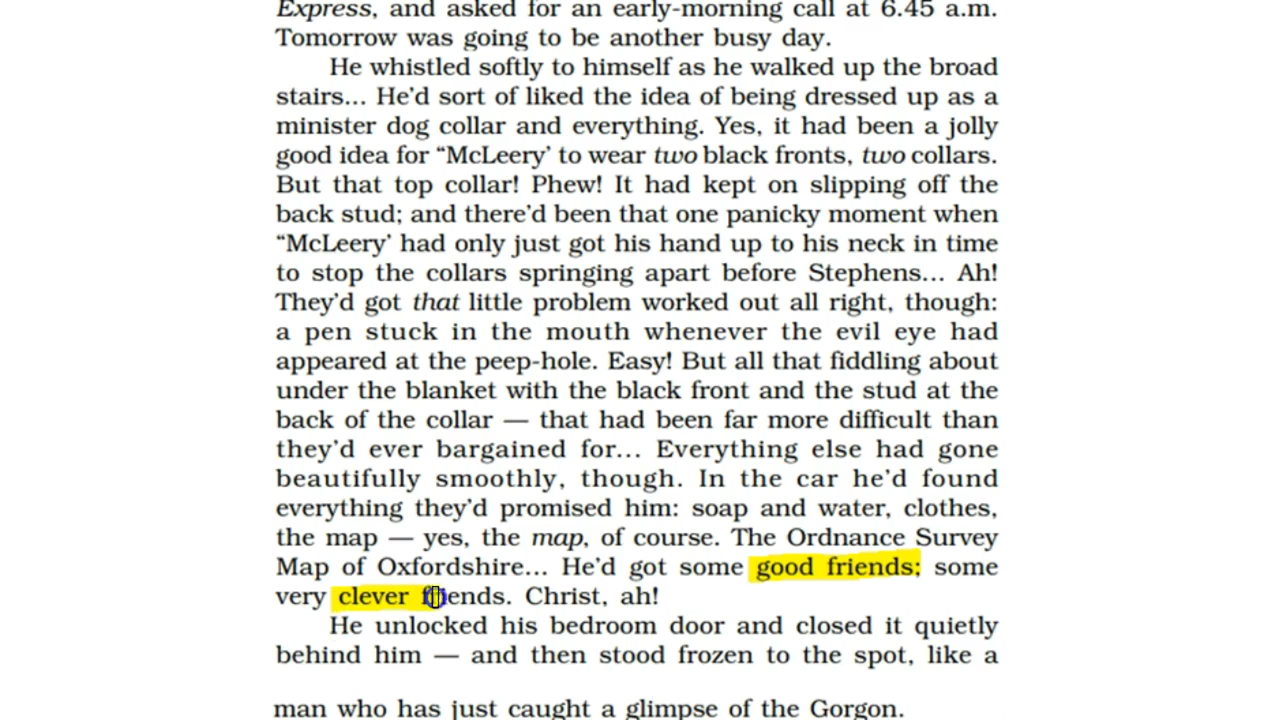 Express, and asked for an early-morning call at 6.45 a.m.
Tomorrow was going to be another busy day.
He whistled softly to himself as he walked up the broad
stairs... He'd sort of liked the idea of being dressed up as a
minister dog collar and everything. Yes, it had been a jolly
good idea for “McLeery’ to wear two black fronts, two collars.
But that top collar! Phew! It had kept on slipping off the
back stud; and there’d been that one panicky moment when
“McLeery’ had only just got his hand up to his neck in time
to stop the collars springing apart before Stephens... Ah!
They’d got that little problem worked out all right, though:
a pen stuck in the mouth whenever the evil eye had
appeared at the peep-hole. Easy! But all that fiddling about
under the blanket with the black front and the stud at the
back of the collar — that had been far more difficult than
they’d ever bargained for... Everything else had gone
beautifully smoothly, though. In the car he’d found
everything they’d promised him: soap and water, clothes,
the map — yes, the map, of course. The Ordnance Survey
Map of Oxfordshire... He’d got some good friends; some
very clever friends. Christ, ah!
He unlocked his bedroom door and closed it quietly
behind him — and then stood frozen to the spot, like a
man who has just caught a glimpse of the Gorgon.